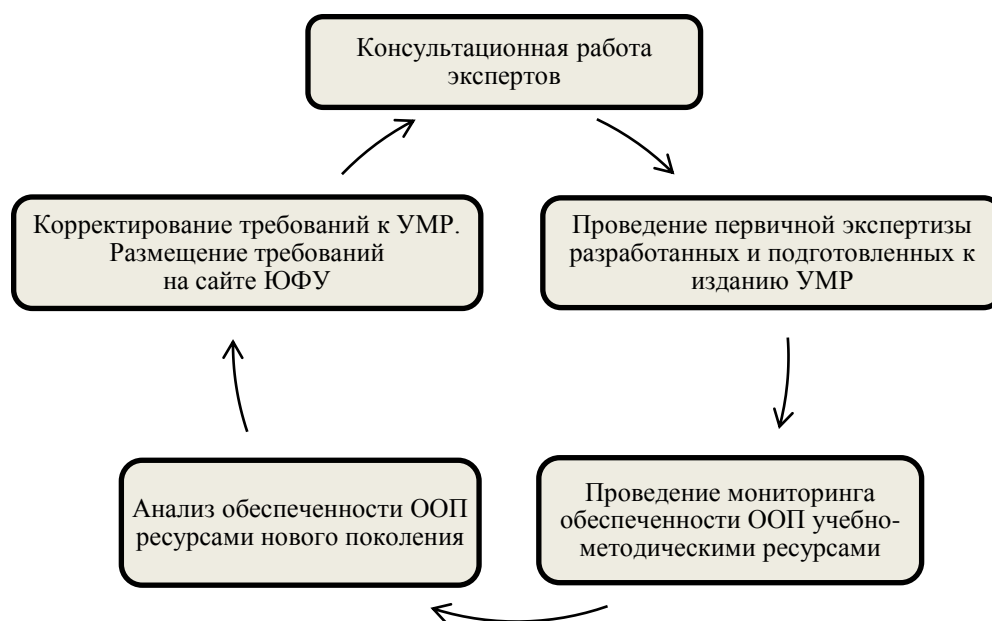 Консультационная работа
экспертов
Корректирование требований к УМР.
Размещение требований
на сайте ЮФУ
Проведение первичной экспертизы
разработанных и подготовленных к
изданию УМР
Анализ обеспеченности ООП
ресурсами нового поколения
Проведение мониторинга
обеспеченности ООП учебно-
методическими ресурсами